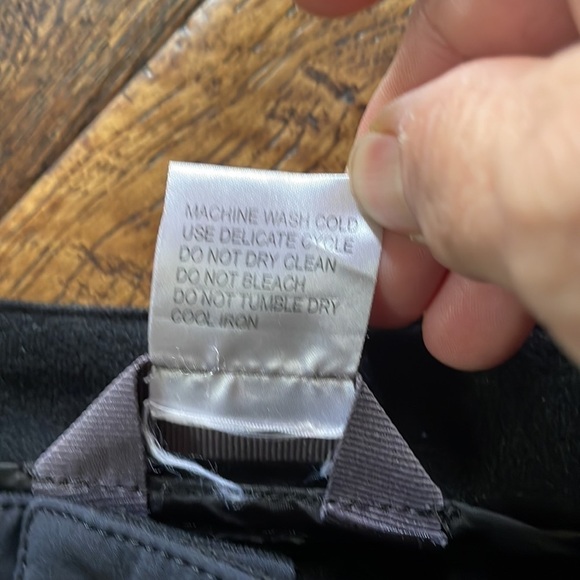 MACHINE WASH COLD
USE DELICATE CYCLE
DO NOT DRY CLEAN
DO NOT BLEACH
DO NOT TUMBLE DRY
COOL IRON